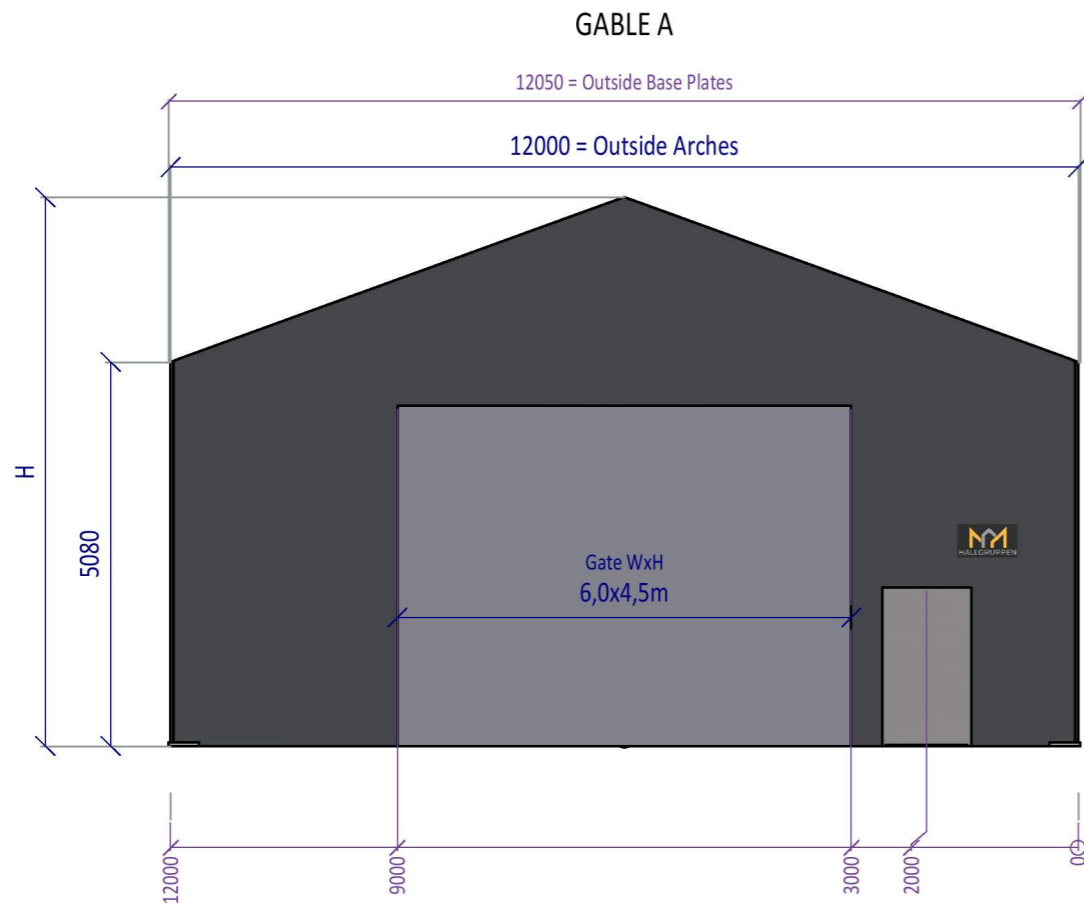 GABLE A
12050 = Outside Base Plates
12000 = Outside Arches
H
5080
Gate WxH
6,0x4,5m
HALLGRUPPEN
12000
9000
3000
2000
0